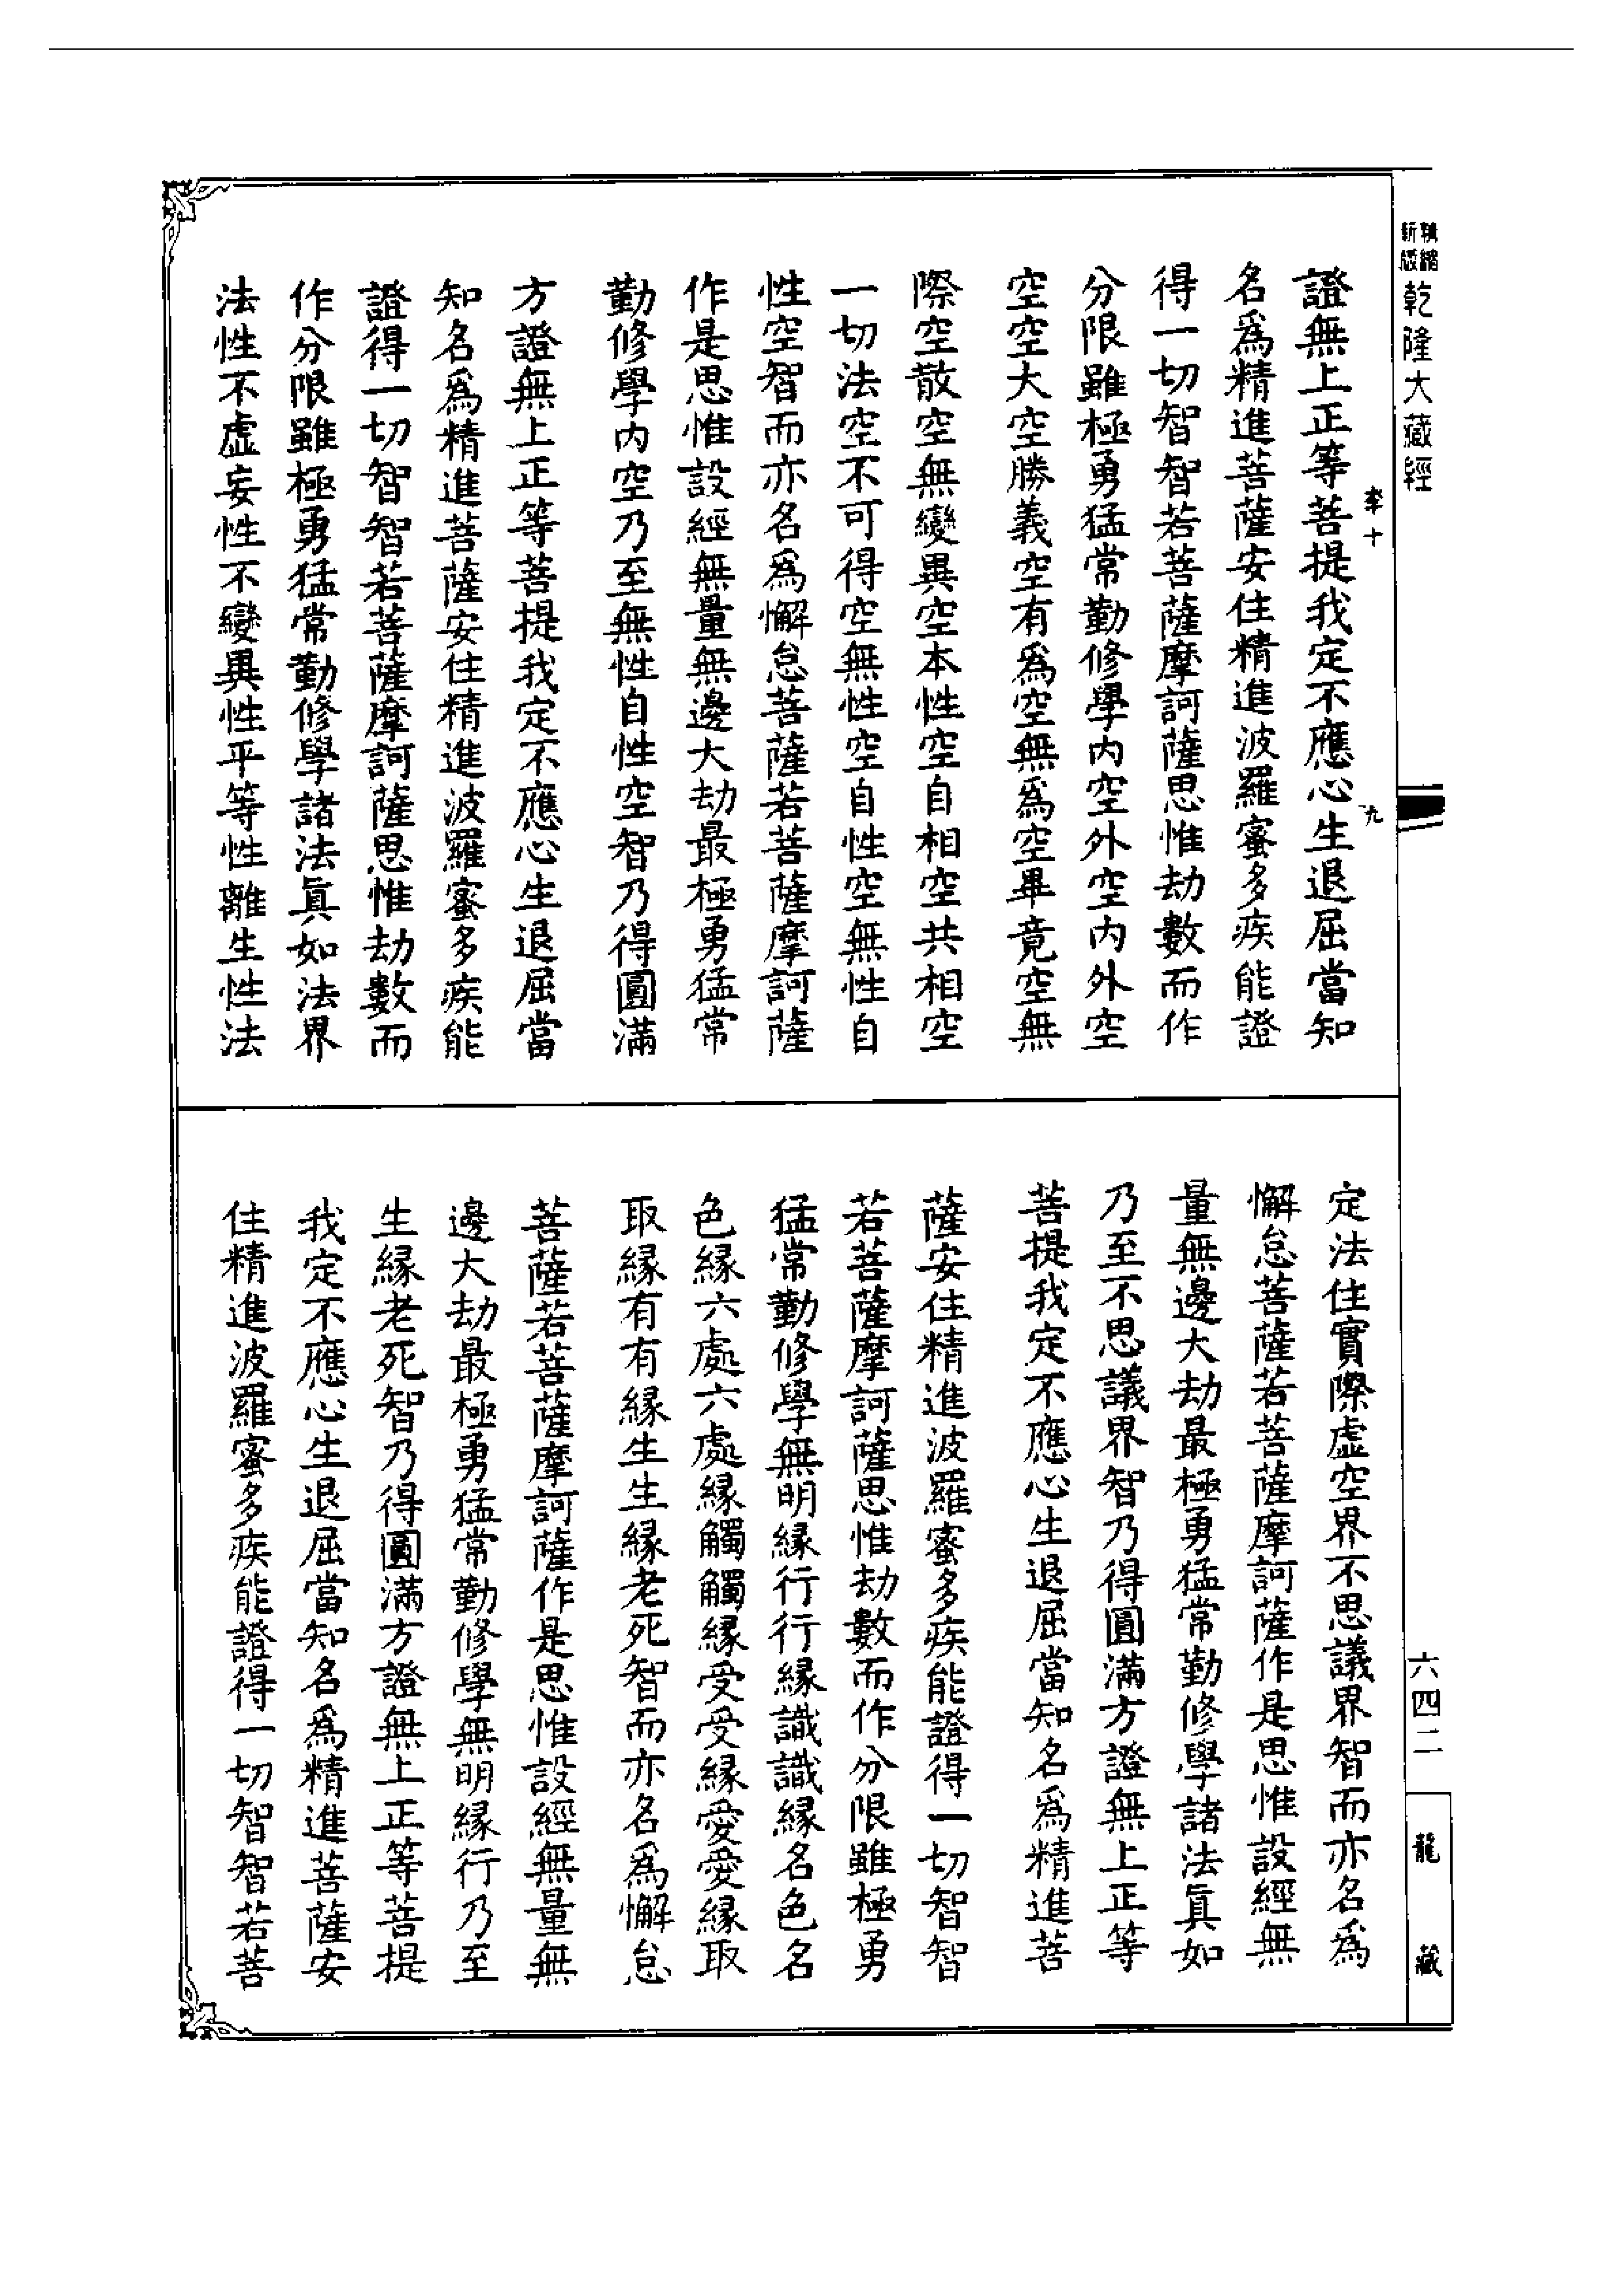 精縮
新版
乾隆大藏經
李十
九
證無上正等菩提我定不應心生退屈當知
名爲精進菩薩安住精進波羅蜜多疾能證
得一切智智若菩薩摩訶薩思惟劫數而作
分限雖極勇猛常勤修學内空外空内外空
空空大空勝義空有爲空無爲空畢竟空無
際空散空無變異空本性空自相空共相空
一切法空不可得空無性空自性空無性自
性空智而亦名爲懈怠菩薩若菩薩摩訶薩
作是思惟設經無量無邊大劫最極勇猛常
勤修學内空乃至無性自性空智乃得圓滿
方證無上正等菩提我定不應心生退屈當
知名爲精進菩薩安住精進波羅蜜多疾能
證得一切智智若菩薩摩訶薩思惟劫數而
作分限雖極勇猛常勤修學諸法眞如法界
法性不虛妄性不變異性平等性離生性法
定法住實際虛空界不思議界智而亦名爲
懈怠菩薩若菩薩摩訶薩作是思惟設經無
量無邊大劫最極勇猛常勤修學諸法眞如
乃至不思議界智乃得圓滿方證無上正等
菩提我定不應心生退屈當知名爲精進菩
薩安住精進波羅蜜多疾能證得一切智智
若菩薩摩訶薩思惟劫數而作分限雖極勇
猛常勤修學無明緣行行緣識識緣名色名
色緣六處六處緣觸觸緣受受緣愛愛緣取
取緣有有緣生生緣老死智而亦名爲懈怠
菩薩若菩薩摩訶薩作是思惟設經無量無
邊大劫最極勇猛常勤修學無明緣行乃至
生緣老死智乃得圓滿方證無上正等菩提
我定不應心生退屈當知名爲精進菩薩安
住精進波羅蜜多疾能證得一切智智若菩
六四二
龍藏